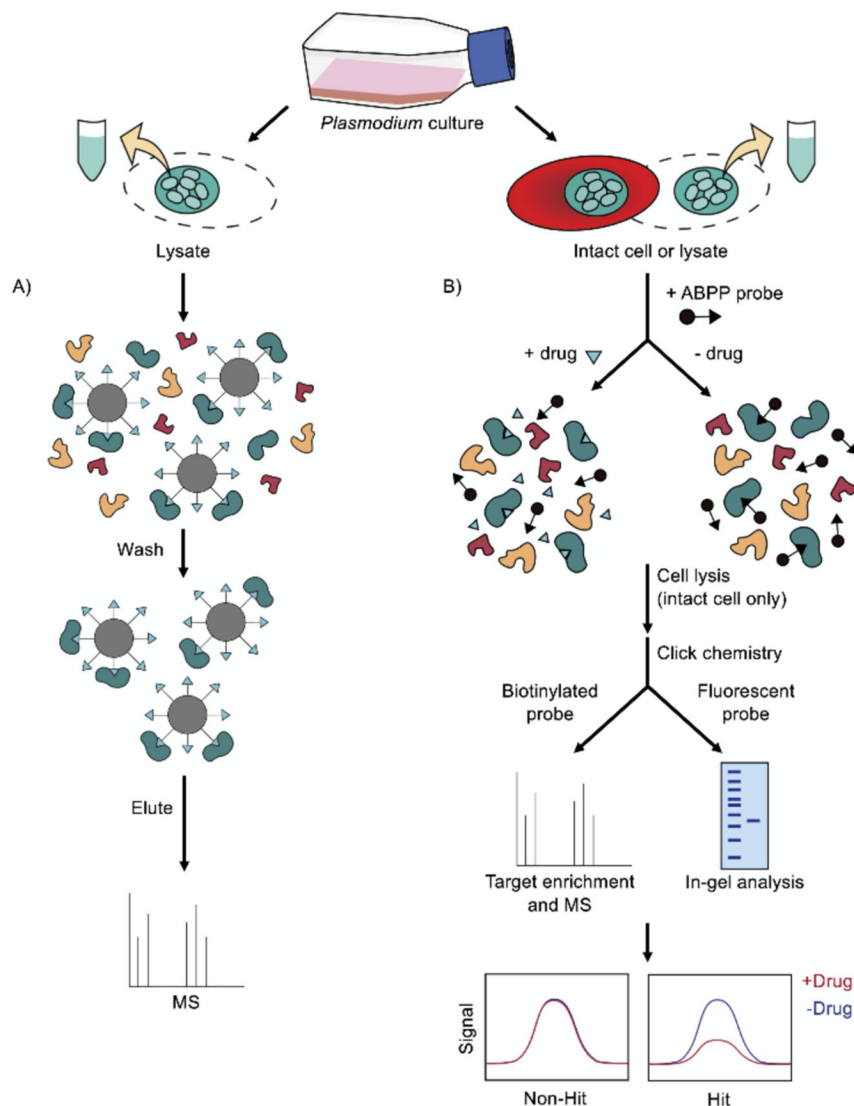 Plasmodium culture
Lysate
Intact cell or lysate
A)
B)
+ ABPP probe
+ drug
- drug
Wash
Cell lysis
(intact cell only)
Click chemistry
Biotinylated
probe
Fluorescent
probe
Elute
Target enrichment
and MS
In-gel analysis
MS
Signal
+Drug
-Drug
Non-Hit
Hit